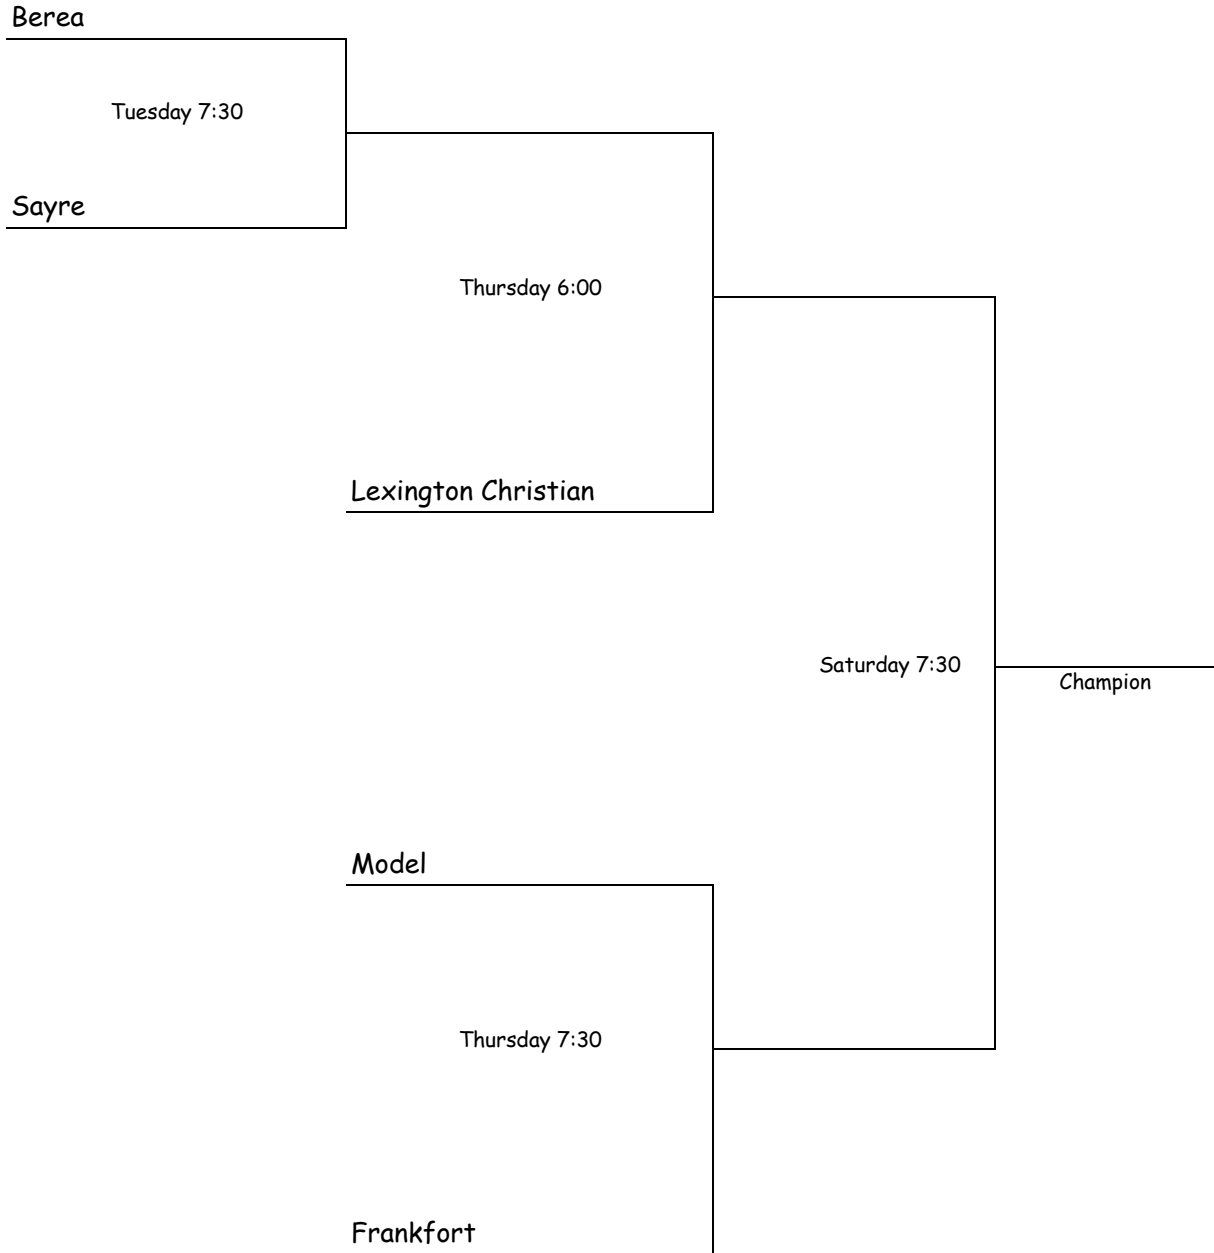 Berea
Tuesday 7:30
Sayre
Thursday 6:00
Lexington Christian
Saturday 7:30
Champion
Model
Thursday 7:30
Frankfort